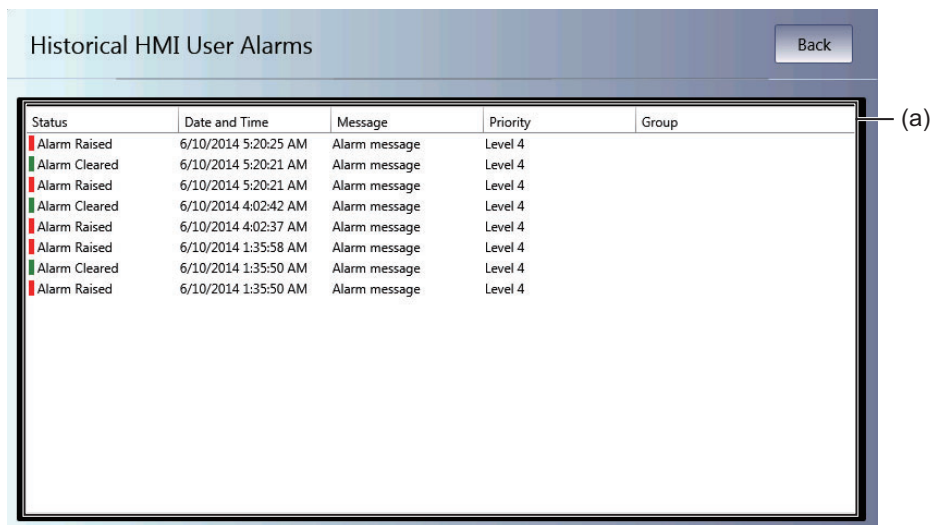 Historical HMI User Alarms
Back
Status Date and Time Message Priority Group
(a)
Alarm Raised 6/10/2014 5:20:25 AM Alarm message Level 4
Alarm Cleared 6/10/2014 5:20:21 AM Alarm message Level 4
Alarm Raised 6/10/2014 5:20:21 AM Alarm message Level 4
Alarm Cleared 6/10/2014 4:02:42 AM Alarm message Level 4
Alarm Raised 6/10/2014 4:02:37 AM Alarm message Level 4
Alarm Raised 6/10/2014 1:35:58 AM Alarm message Level 4
Alarm Cleared 6/10/2014 1:35:50 AM Alarm message Level 4
Alarm Raised 6/10/2014 1:35:50 AM Alarm message Level 4